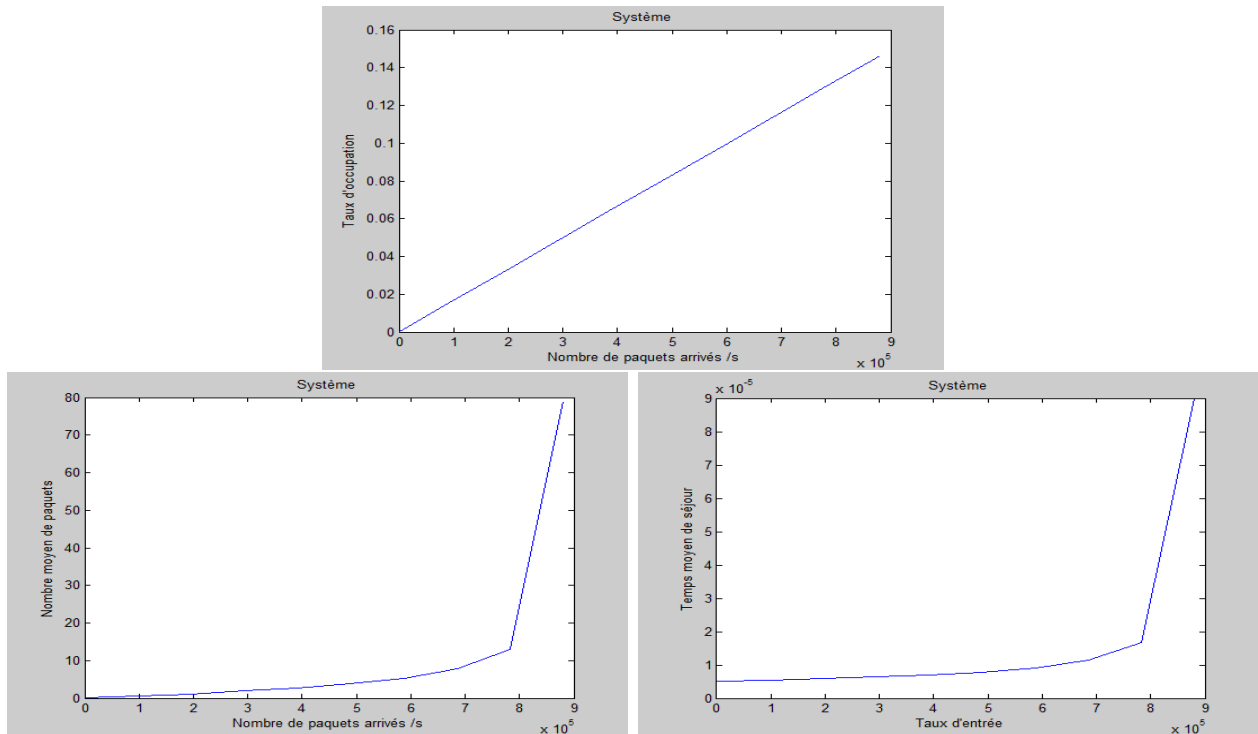 Système
0.16
0.14
0.12
0.1
0.08
0.06
0.04
0.02
0
Taux d'occupation
0 1 2 3 4 5 6 7 8 9
Nombre de paquets arrivés /s
x 10^5
Système
80
70
60
50
40
30
20
10
0
Nombre moyen de paquets
0 1 2 3 4 5 6 7 8 9
Nombre de paquets arrivés /s
x 10^5
x 10^-5
Système
9
8
7
6
5
4
3
2
1
0
Temps moyen de séjour
0 1 2 3 4 5 6 7 8 9
Taux d'entrée
x 10^5